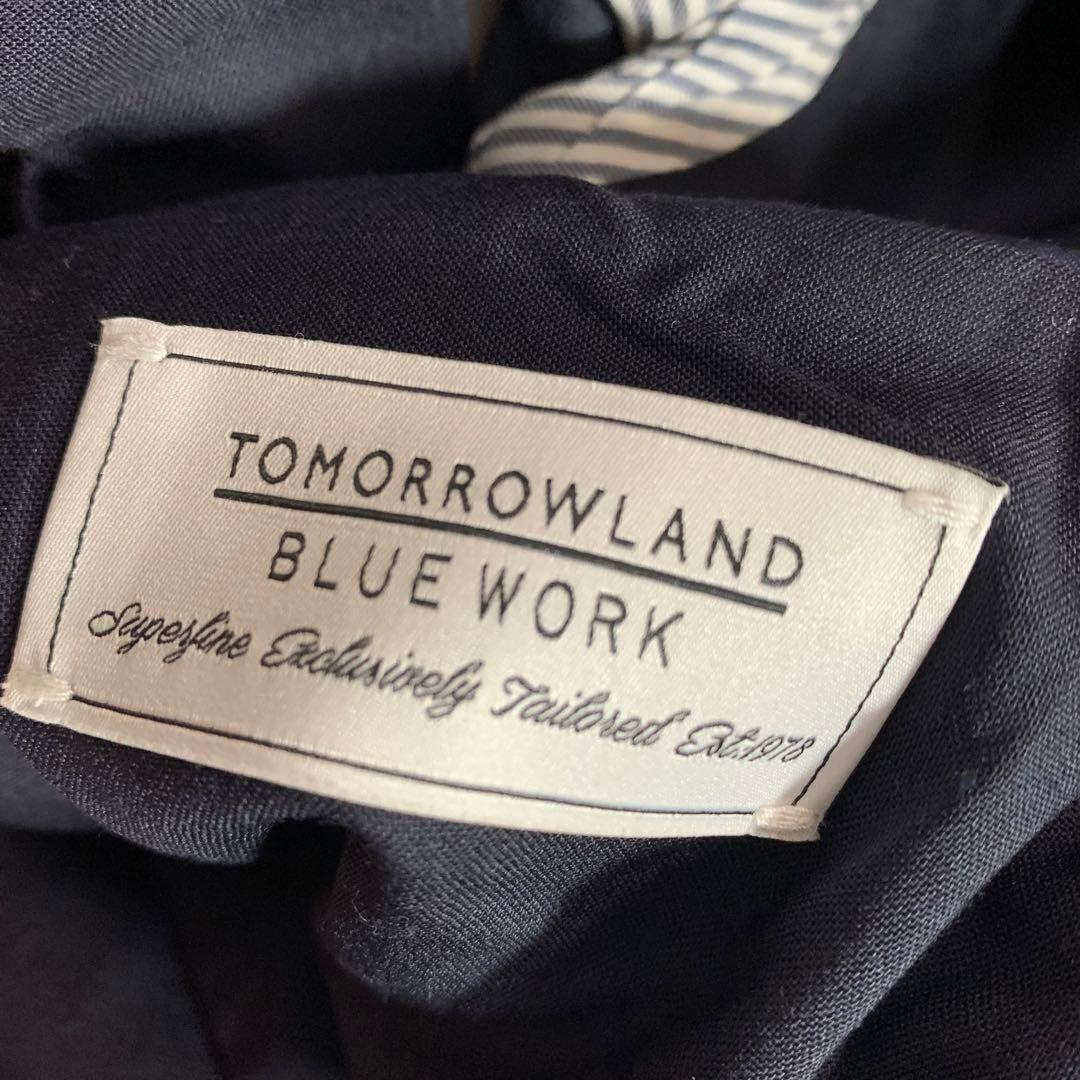 TOMORROWLAND
BLUE WORK
Superfine Exclusively Tailored Est.1978